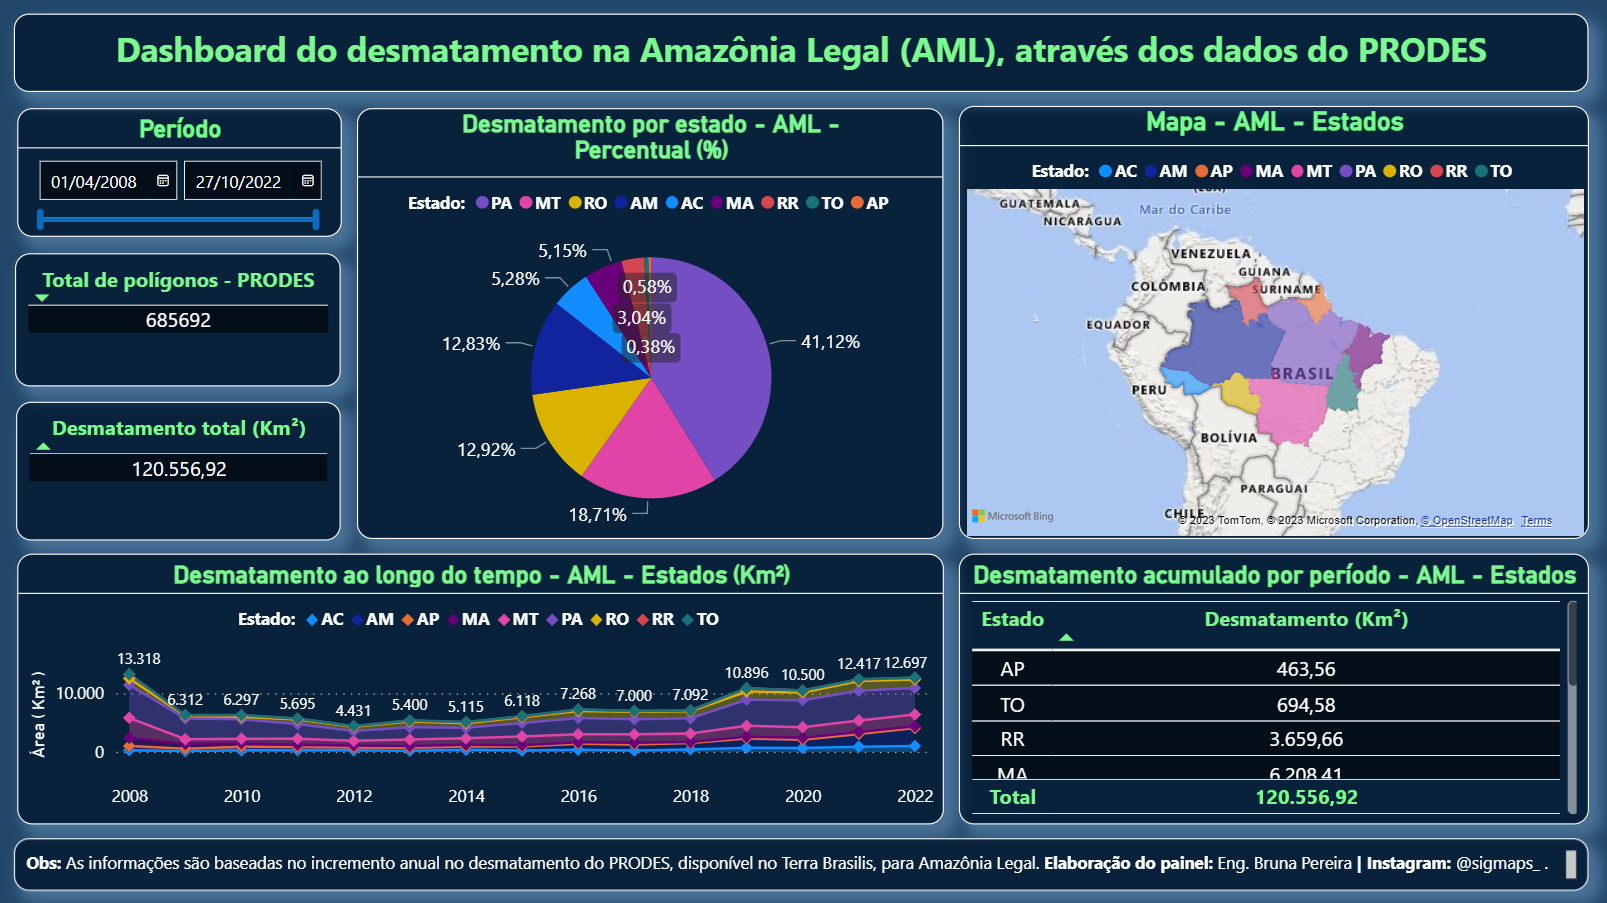 Dashboard do desmatamento na Amazônia Legal (AML), através dos dados do PRODES
Período
01/04/2008
27/10/2022
Total de polígonos - PRODES
685692
Desmatamento total (Km²)
120.556,92
Desmatamento por estado - AML -
Percentual (%)
Estado: PA MT RO AM AC MA RR TO AP
5,15%
5,28%
0,58%
3,04%
0,38%
12,83%
41,12%
12,92%
18,71%
Mapa - AML - Estados
Estado: AC AM AP MA MT PA RO RR TO
GUATEMALA
NICARÁGUA
Mar do Caribe
VENEZUELA
GUIANA
COLÔMBIA
SURINAME
EQUADOR
BRASIL
PERU
BOLÍVIA
PARAGUAI
CHILE
Microsoft Bing
© 2023 TomTom, © 2023 Microsoft Corporation, © OpenStreetMap Terms
Desmatamento ao longo do tempo - AML - Estados (Km²)
Estado: AC AM AP MA MT PA RO RR TO
Área ( Km² )
10.000
0
13.318
6.312
6.297
5.695
4.431
5.400
5.115
6.118
7.268
7.000
7.092
10.896
10.500
12.417
12.697
2008
2010
2012
2014
2016
2018
2020
2022
Desmatamento acumulado por período - AML - Estados
Estado Desmatamento (Km²)
AP 463,56
TO 694,58
RR 3.659,66
MA 6.208,41
Total 120.556,92
Obs: As informações são baseadas no incremento anual no desmatamento do PRODES, disponível no Terra Brasilis, para Amazônia Legal. Elaboração do painel: Eng. Bruna Pereira | Instagram: @sigmaps_ .